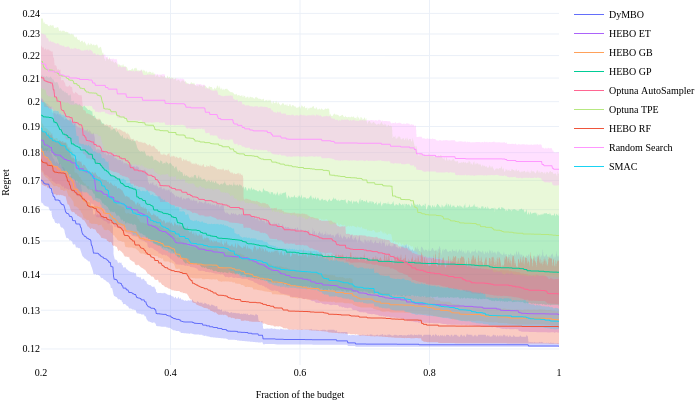 0.24
0.23
0.22
0.21
0.2
0.19
0.18
0.17
0.16
0.15
0.14
0.13
0.12
Regret
0.2
0.4
0.6
0.8
1
Fraction of the budget
DyMBO
HEBO ET
HEBO GB
HEBO GP
Optuna AutoSampler
Optuna TPE
HEBO RF
Random Search
SMAC